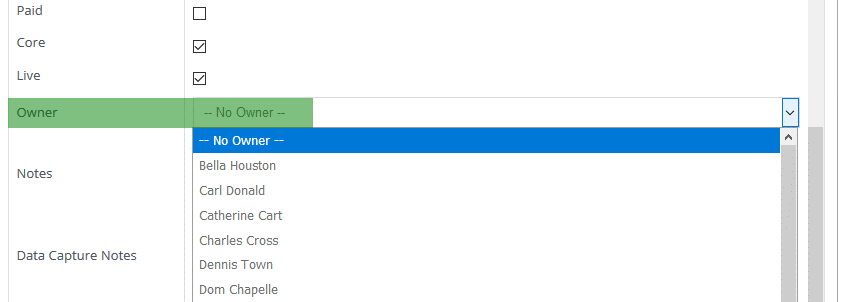 Paid
Core
Live
Owner
-- No Owner --
-- No Owner --
Bella Houston
Notes
Carl Donald
Catherine Cart
Charles Cross
Data Capture Notes
Dennis Town
Dom Chapelle